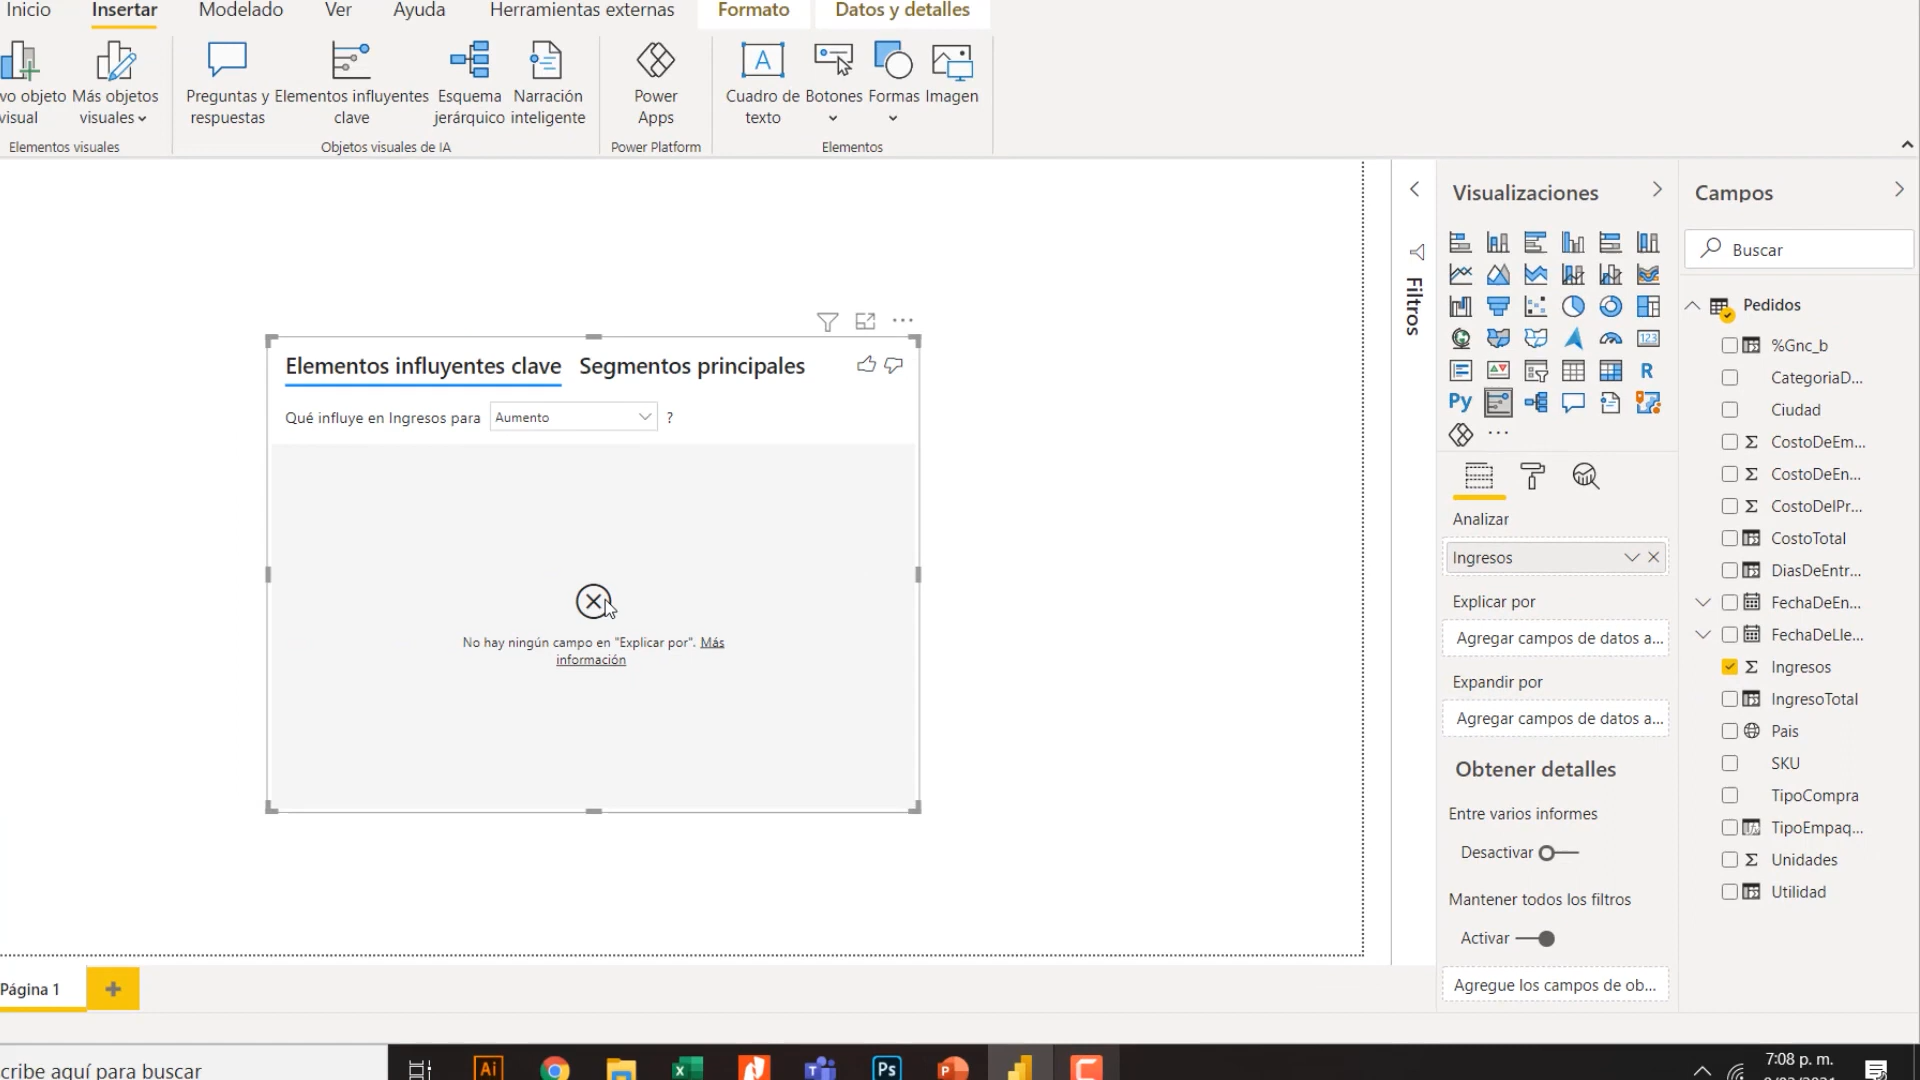 Inicio Insertar Modelado Ver Ayuda Herramientas externas Formato Datos y detalles
vo objeto visual
Más objetos visuales
Preguntas y respuestas
Elementos influyentes clave
Esquema jerárquico
Narración inteligente
Power Apps
A
Cuadro de texto
Botones
Formas
Imagen
Elementos visuales
Objetos visuales de IA
Power Platform
Elementos
Elementos influyentes clave Segmentos principales
Qué influye en Ingresos para Aumento ?
No hay ningún campo en "Explicar por". Más
información
Filtros
Visualizaciones
123
R
Py
Analizar
Ingresos
Explicar por
Agregar campos de datos a...
Expandir por
Agregar campos de datos a...
Obtener detalles
Entre varios informes
Desactivar
Mantener todos los filtros
Activar
Agregue los campos de ob...
Campos
Buscar
Pedidos
%Gnc_b
CategoriaD...
Ciudad
CostoDeEm...
CostoDeEn...
CostoDelPr...
CostoTotal
DiasDeEntr...
FechaDeEn...
FechaDeLle...
Ingresos
IngresoTotal
Pais
SKU
TipoCompra
TipoEmpaq...
Unidades
Utilidad
Página 1
cribe aquí para buscar
Ai
Ps
7:08 p. m.